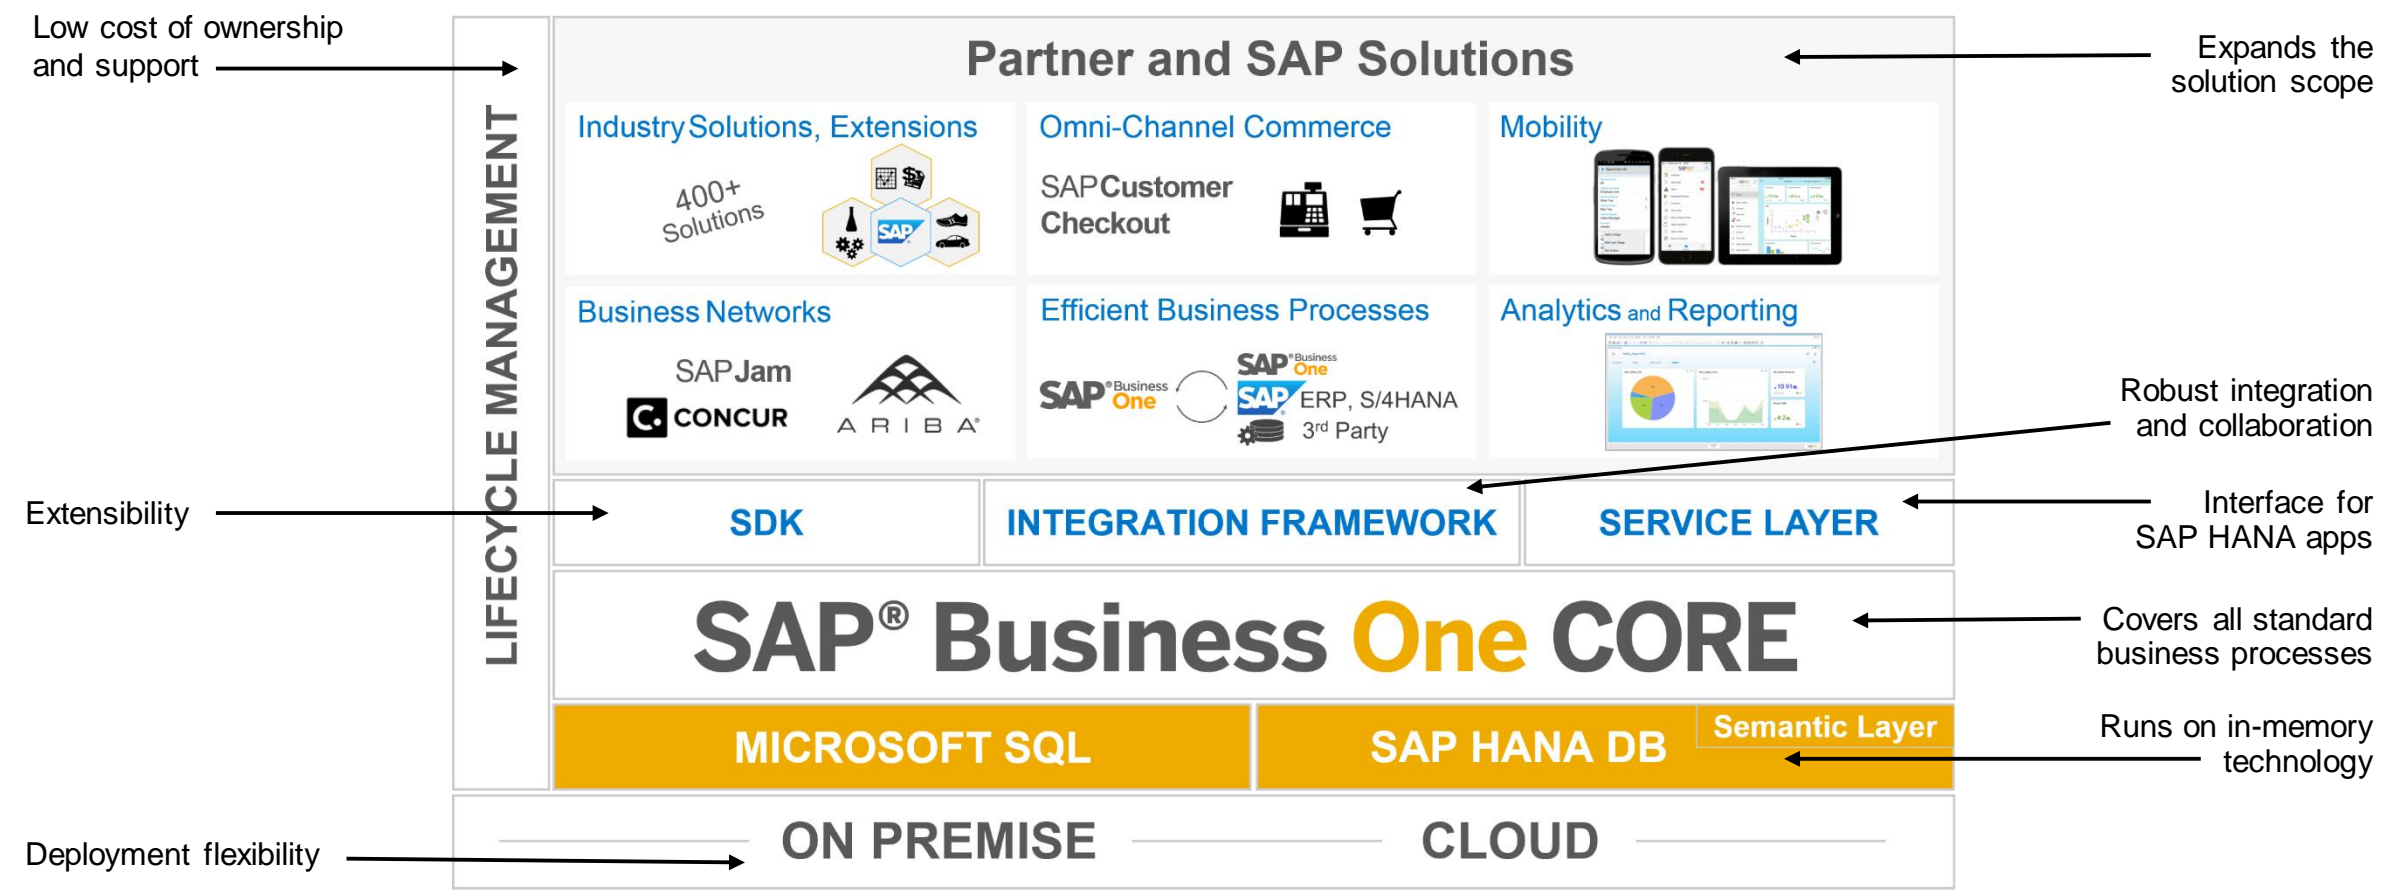 Low cost of ownership
and support
Partner and SAP Solutions
Expands the
solution scope
LIFECYCLE MANAGEMENT
Industry Solutions, Extensions
400+
Solutions
SAP
Omni-Channel Commerce
SAP Customer
Checkout
Mobility
Business Networks
SAP Jam
C. CONCUR
ARIBA®
Efficient Business Processes
SAP® Business
One
SAP® Business
One
SAP ERP, S/4HANA
3rd Party
Analytics and Reporting
Robust integration
and collaboration
Extensibility
SDK
INTEGRATION FRAMEWORK
SERVICE LAYER
Interface for
SAP HANA apps
SAP® Business One CORE
Covers all standard
business processes
MICROSOFT SQL
SAP HANA DB
Semantic Layer
Runs on in-memory
technology
Deployment flexibility
ON PREMISE
CLOUD